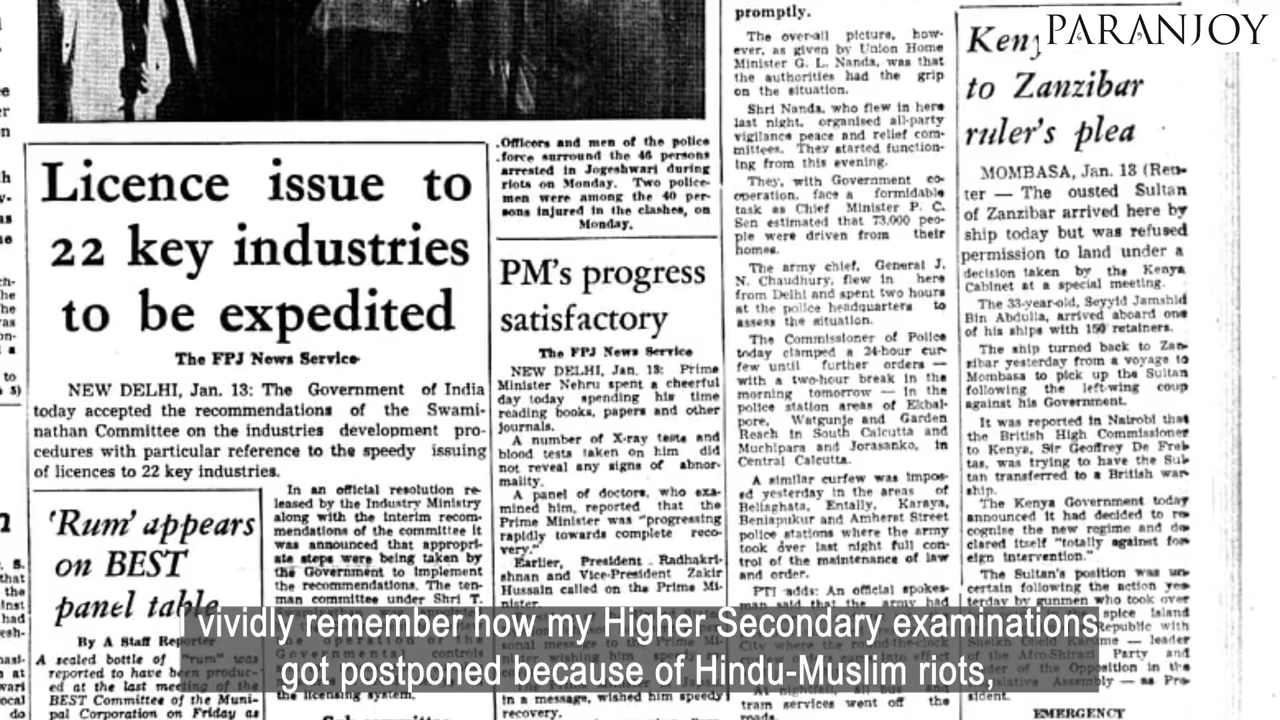 PARANJOY
Officers and men of the police
force surround the 46 persons
arrested in Jogeshwari during
riots on Monday. Two police-
men were among the 40 per-
sons injured in the clashes, on
Monday.
Licence issue to
22 key industries
to be expedited
The FPJ News Service
NEW DELHI, Jan. 13: The Government of India
today accepted the recommendations of the Swami-
nathan Committee on the industries development pro-
cedures with particular reference to the speedy issuing
of licences to 22 key industries.
In an official resolution re-
leased by the Industry Ministry
along with the interim recom-
mendations of the committee it
was announced that appropri-
ate steps were being taken by
the Government to implement
the recommendations. The ten-
man committee under Shri T.
the licensing system.
'Rum' appears
on BEST
panel table
By A Staff Reporter
A sealed bottle of "rum" was
reported to have been produc-
ed at the last meeting of the
BEST Committee of the Muni-
pal Corporation on Friday as
PM's progress
satisfactory
The FPJ News Service
NEW DELHI, Jan. 13: Prime
Minister Nehru spent a cheerful
day today spending his time
reading books, papers and other
journals.
A number of X-ray tests and
blood tests taken on him did
not reveal any signs of abnor-
mality.
A panel of doctors, who exa-
mined him, reported that the
Prime Minister was "progressing
rapidly towards complete reco-
very."
Earlier, President Radhakri-
shnan and Vice-President Zakir
Hussain called on the Prime Mi-
nister.
in a message, wished him speedy
recovery.
promptly.
The over-all picture, how-
ever, as given by Union Home
Minister G. L. Nanda, was that
the authorities had the grip
on the situation.
Shri Nanda, who flew in here
last night, organised all-party
vigilance peace and relief com-
mittees. They started function-
ing from this evening.
They, with Government co-
operation, face a formidable
task as Chief Minister P. C.
Sen estimated that 73,000 peo-
ple were driven from their
homes.
The army chief, General J.
N. Chaudhury, flew in here
from Delhi and spent two hours
at the police headquarters to
assess the situation.
The Commissioner of Police
today clamped a 24-hour cur-
few until further orders —
with a two-hour break in the
morning tomorrow — in the
police station areas of Ekbal-
pore, Watgunje and Garden
Reach in South Calcutta and
Muchipara and Jorasanko, in
Central Calcutta.
A similar curfew was impos-
ed yesterday in the areas of
Beliaghata, Entally, Karaya,
Beniapukur and Amherst Street
police stations where the army
took over last night full con-
trol of the maintenance of law
and order.
PTI adds: An official spokes-
man said that the army had
tram services went off the
roads.
Keny
to Zanzibar
ruler's plea
MOMBASA, Jan. 13 (Reu-
ter — The ousted Sultan
of Zanzibar arrived here by
ship today but was refused
permission to land under a
decision taken by the Kenya
Cabinet at a special meeting.
The 33-year-old, Seyyid Jamshid
Bin Abdulla, arrived aboard one
of his ships with 150 retainers.
The ship turned back to Zan-
zibar yesterday from a voyage to
Mombasa to pick up the Sultan
following the left-wing coup
against his Government.
It was reported in Nairobi that
the British High Commissioner
to Kenya, Sir Geoffrey De Frei-
tas, was trying to have the Sul-
tan transferred to a British war-
ship.
The Kenya Government today
announced it had decided to re-
cognise the new regime and de-
clared itself "totally against for-
eign intervention."
The Sultan's position was un-
certain following the action yes-
terday by gunmen who took over
spice island
Republic with
leader
Party and
Opposition in the
Assembly — as Pre-
sident.
EMERGENCY
vividly remember how my Higher Secondary examinations
got postponed because of Hindu-Muslim riots,